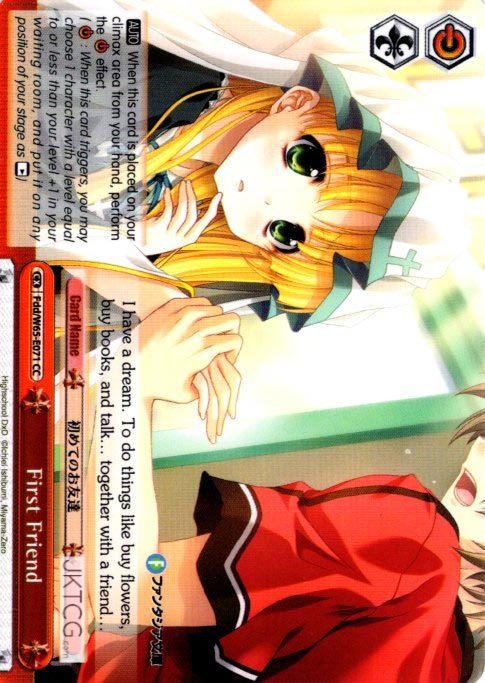 [AUTO] When this card is placed on your
climax area from your hand, perform
the effect
( : When this card triggers, you may
choose 1 character with a level equal
to or less than your level +1 in your
waiting room, and put it on any
position of your stage as )
I have a dream. To do things like buy flowers,
buy books, and talk... together with a friend...
ファンタジア文庫
Card Name
初めてのお友達
JKTCG.com
CX
Fdd/W65-E071 CC
First Friend
Highschool DxD ©Ichiei Ishibumi, Miyama-Zero